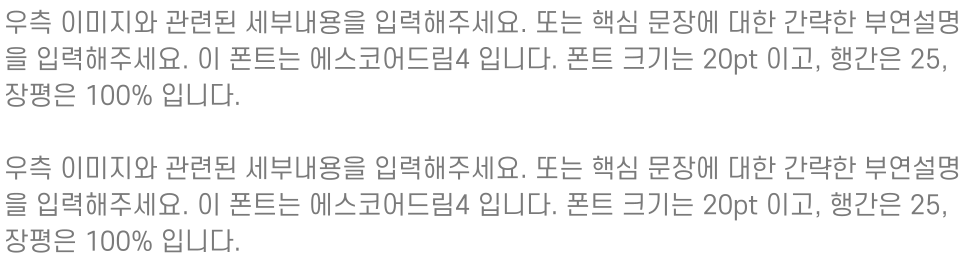 우측 이미지와 관련된 세부내용을 입력해주세요. 또는 핵심 문장에 대한 간략한 부연설명
을 입력해주세요. 이 폰트는 에스코어드림4 입니다. 폰트 크기는 20pt 이고, 행간은 25,
장평은 100% 입니다.
우측 이미지와 관련된 세부내용을 입력해주세요. 또는 핵심 문장에 대한 간략한 부연설명
을 입력해주세요. 이 폰트는 에스코어드림4 입니다. 폰트 크기는 20pt 이고, 행간은 25,
장평은 100% 입니다.